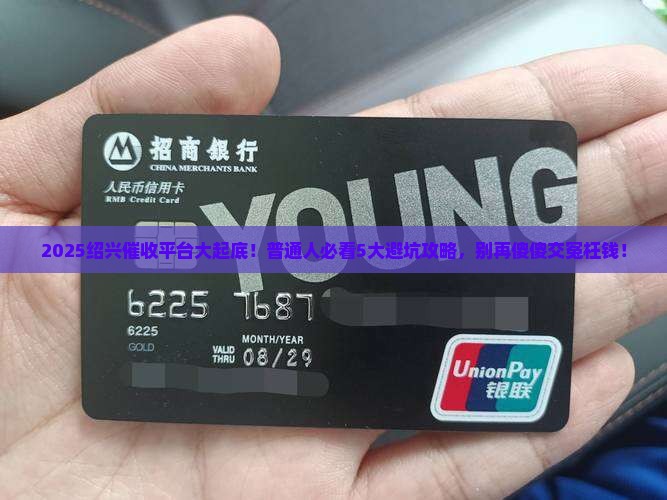 招商银行
CHINA MERCHANTS BANK
人民币信用卡
RMB Credit Card
YOUNG
2025绍兴催收平台大起底！普通人必看5大避坑攻略，别再傻傻交冤枉钱！
6225 7687
6225
GOLD
VALID THRU
MONTH/YEAR
08/29
UnionPay
银联